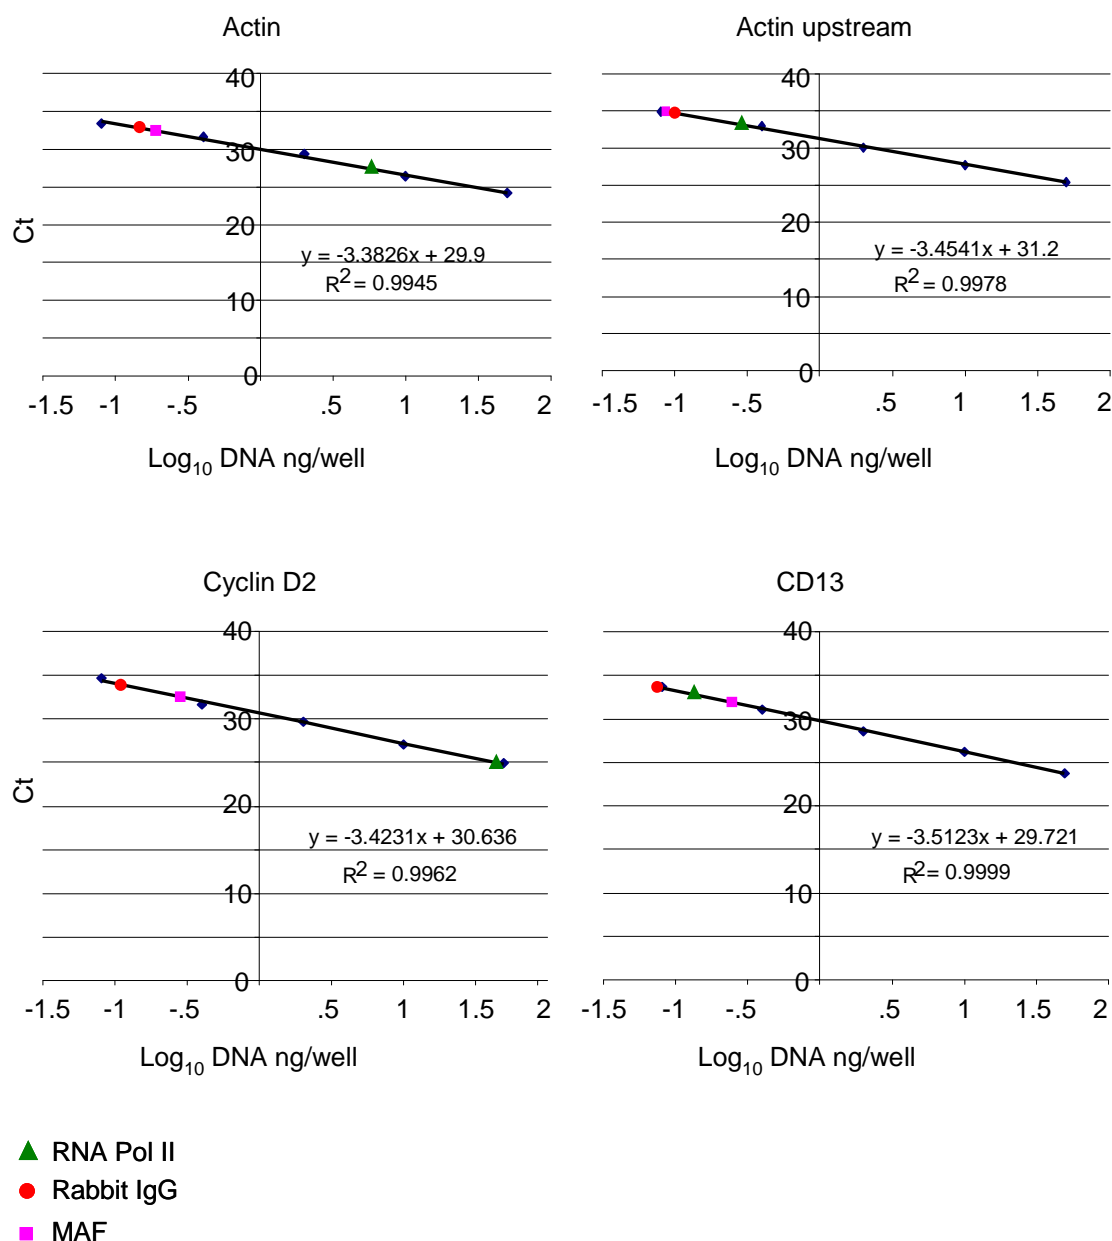 Actin
40
30
20
10
0
Ct
y = -3.3826x + 29.9
R2 = 0.9945
-1.5 -1 -.5 .5 1 1.5 2
Log10 DNA ng/well
Actin upstream
40
30
20
10
0
y = -3.4541x + 31.2
R2 = 0.9978
-1.5 -1 -.5 .5 1 1.5 2
Log10 DNA ng/well
Cyclin D2
40
30
20
10
0
Ct
y = -3.4231x + 30.636
R2 = 0.9962
-1.5 -1 -.5 .5 1 1.5 2
Log10 DNA ng/well
CD13
40
30
20
10
0
y = -3.5123x + 29.721
R2 = 0.9999
-1.5 -1 -.5 .5 1 1.5 2
Log10 DNA ng/well
RNA Pol II
Rabbit IgG
MAF